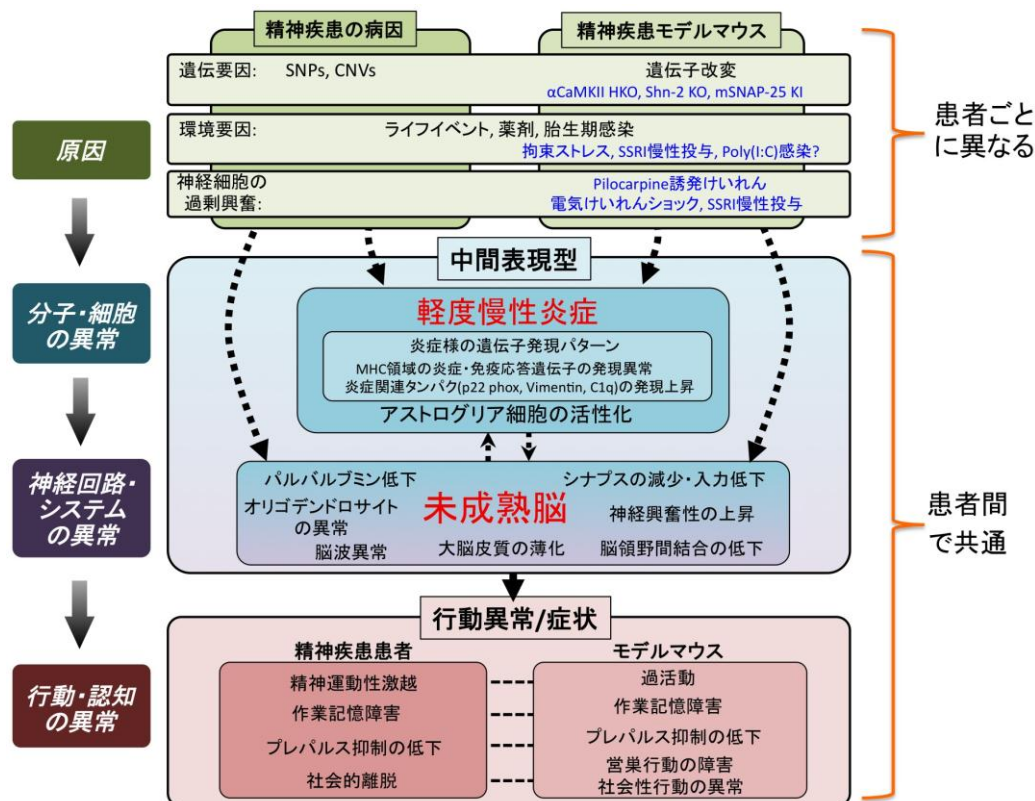 精神疾患の病因
精神疾患モデルマウス
遺伝要因: SNPs, CNVs
遺伝子改変
αCaMKII HKO, Shn-2 KO, mSNAP-25 KI
環境要因: ライフイベント, 薬剤, 胎生期感染
拘束ストレス, SSRI慢性投与, Poly(I:C)感染?
神経細胞の
過剰興奮:
Pilocarpine誘発けいれん
電気けいれんショック, SSRI慢性投与
原因
患者ごと
に異なる
中間表現型
分子・細胞
の異常
軽度慢性炎症
炎症様の遺伝子発現パターン
MHC領域の炎症・免疫応答遺伝子の発現異常
炎症関連タンパク(p22 phox, Vimentin, C1q)の発現上昇
アストログリア細胞の活性化
神経回路・
システム
の異常
パルバルブミン低下
シナプスの減少・入力低下
オリゴデンドロサイト
の異常
未成熟脳
神経興奮性の上昇
脳波異常
大脳皮質の薄化
脳領野間結合の低下
患者間
で共通
行動異常/症状
行動・認知
の異常
精神疾患患者
モデルマウス
精神運動性激越
過活動
作業記憶障害
作業記憶障害
プレパルス抑制の低下
プレパルス抑制の低下
社会的離脱
営巣行動の障害
社会性行動の異常